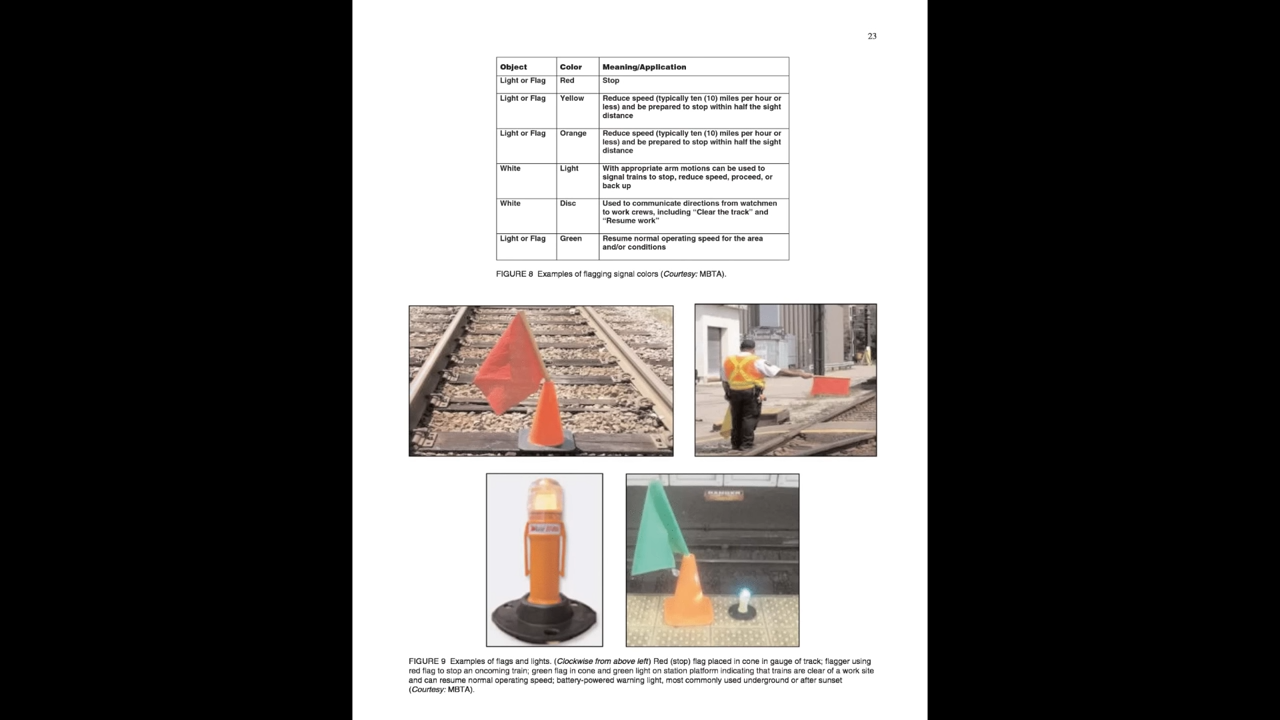 23
Object Color Meaning/Application
Light or Flag Red Stop
Light or Flag Yellow Reduce speed (typically ten (10) miles per hour or
less) and be prepared to stop within half the sight
distance
Light or Flag Orange Reduce speed (typically ten (10) miles per hour or
less) and be prepared to stop within half the sight
distance
White Light With appropriate arm motions can be used to
signal trains to stop, reduce speed, proceed, or
back up
White Disc Used to communicate directions from watchmen
to work crews, including “Clear the track” and
“Resume work”
Light or Flag Green Resume normal operating speed for the area
and/or conditions
FIGURE 8 Examples of flagging signal colors (Courtesy: MBTA).
FIGURE 9 Examples of flags and lights. (Clockwise from above left) Red (stop) flag placed in cone in gauge of track; flagger using
red flag to stop an oncoming train; green flag in cone and green light on station platform indicating that trains are clear of a work site
and can resume normal operating speed; battery-powered warning light, most commonly used underground or after sunset
(Courtesy: MBTA).